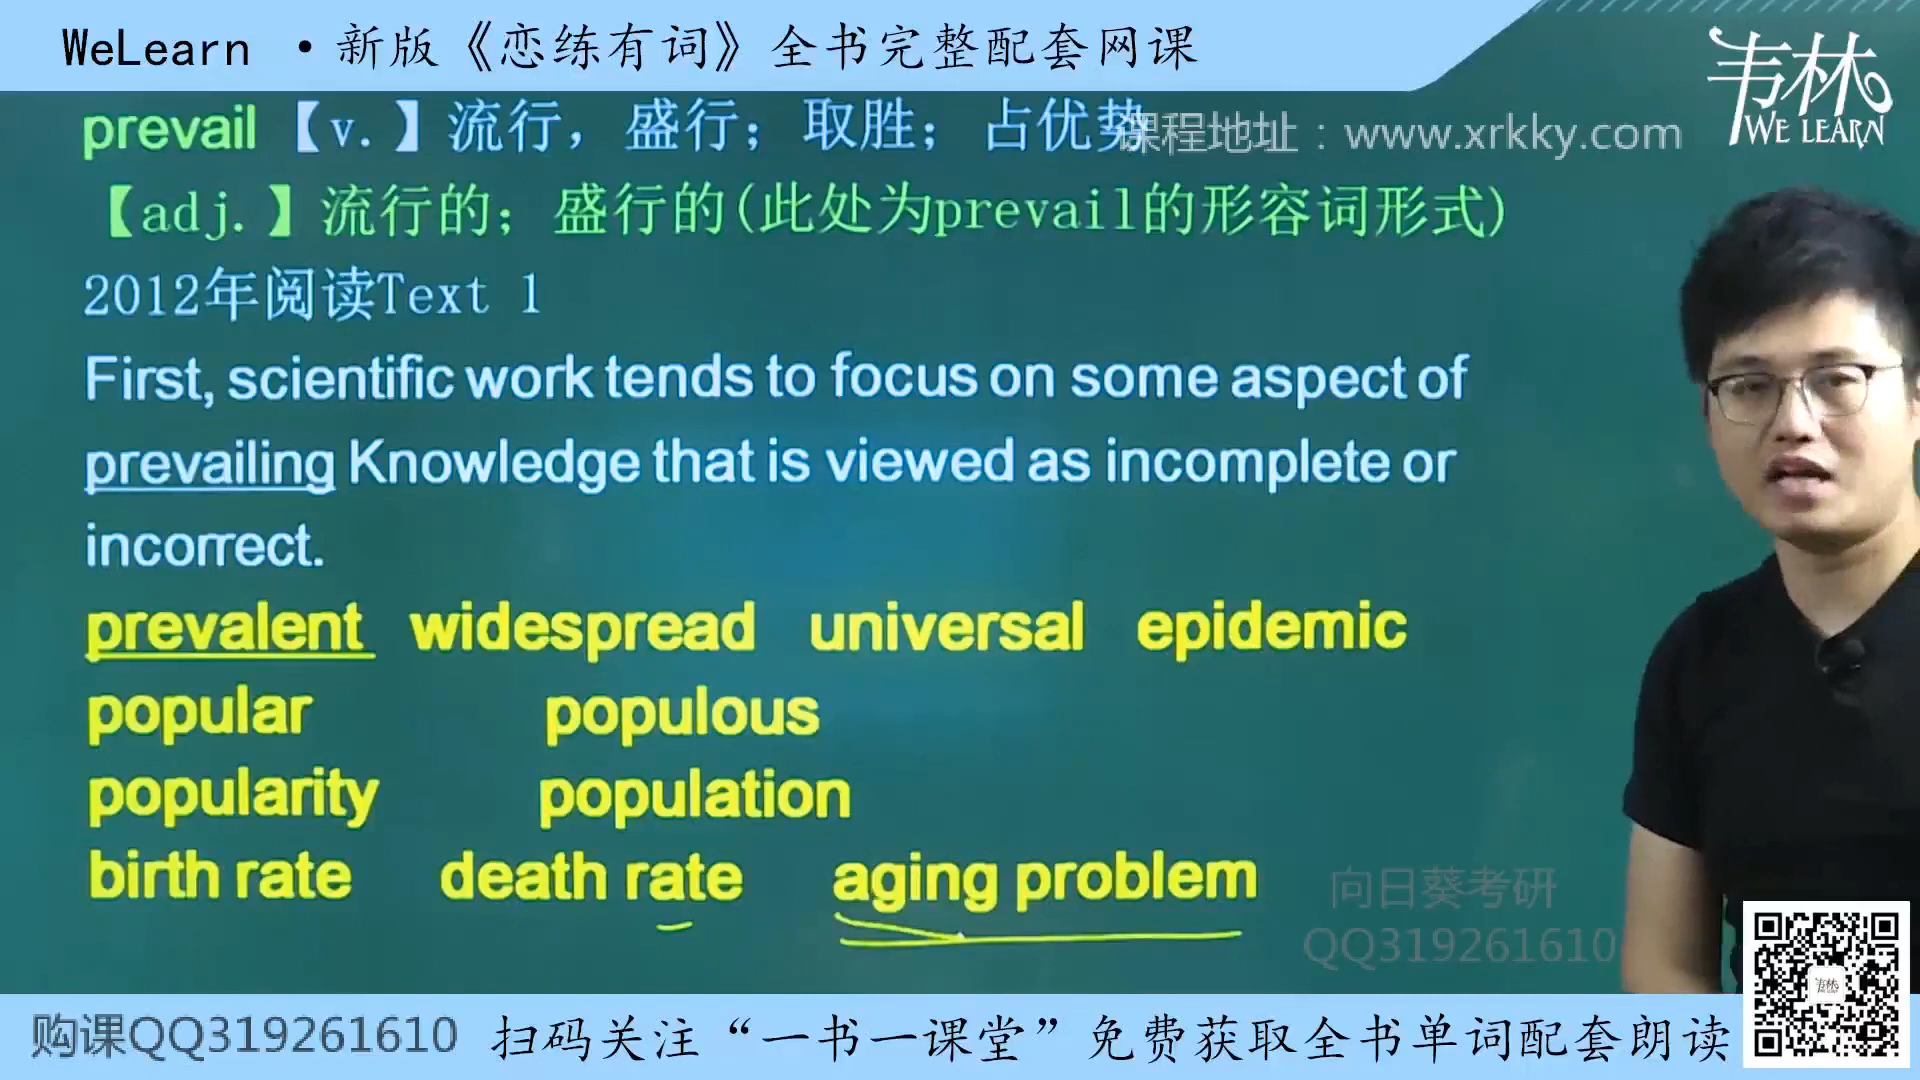 WeLearn ·新版《恋练有词》全书完整配套网课
韦林
WE LEARN
prevail 【v.】流行，盛行；取胜；占优势
课程地址：www.xrkky.com
【adj.】流行的；盛行的(此处为prevail的形容词形式)
2012年阅读Text 1
First, scientific work tends to focus on some aspect of
prevailing Knowledge that is viewed as incomplete or
incorrect.
prevalent widespread universal epidemic
popular populous
popularity population
birth rate death rate aging problem
向日葵考研
QQ319261610
韦林
购课QQ319261610 扫码关注“一书一课堂”免费获取全书单词配套朗读